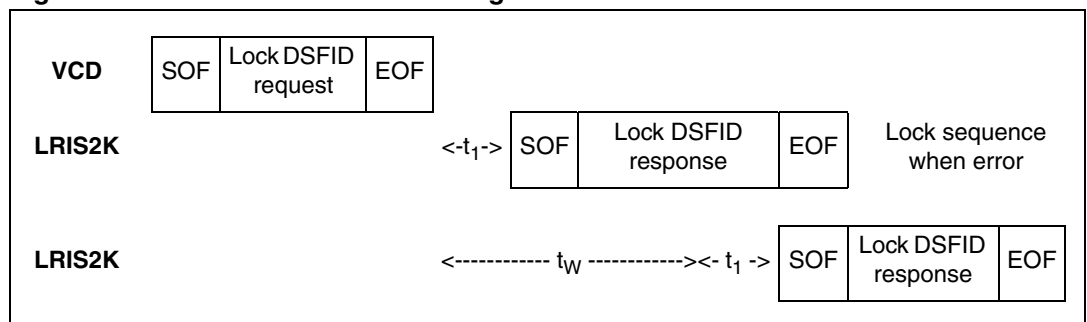 VCD SOF Lock DSFID request EOF
LRIS2K <-t1-> SOF Lock DSFID response EOF Lock sequence when error
LRIS2K <------------ tW ------------><- t1 -> SOF Lock DSFID response EOF